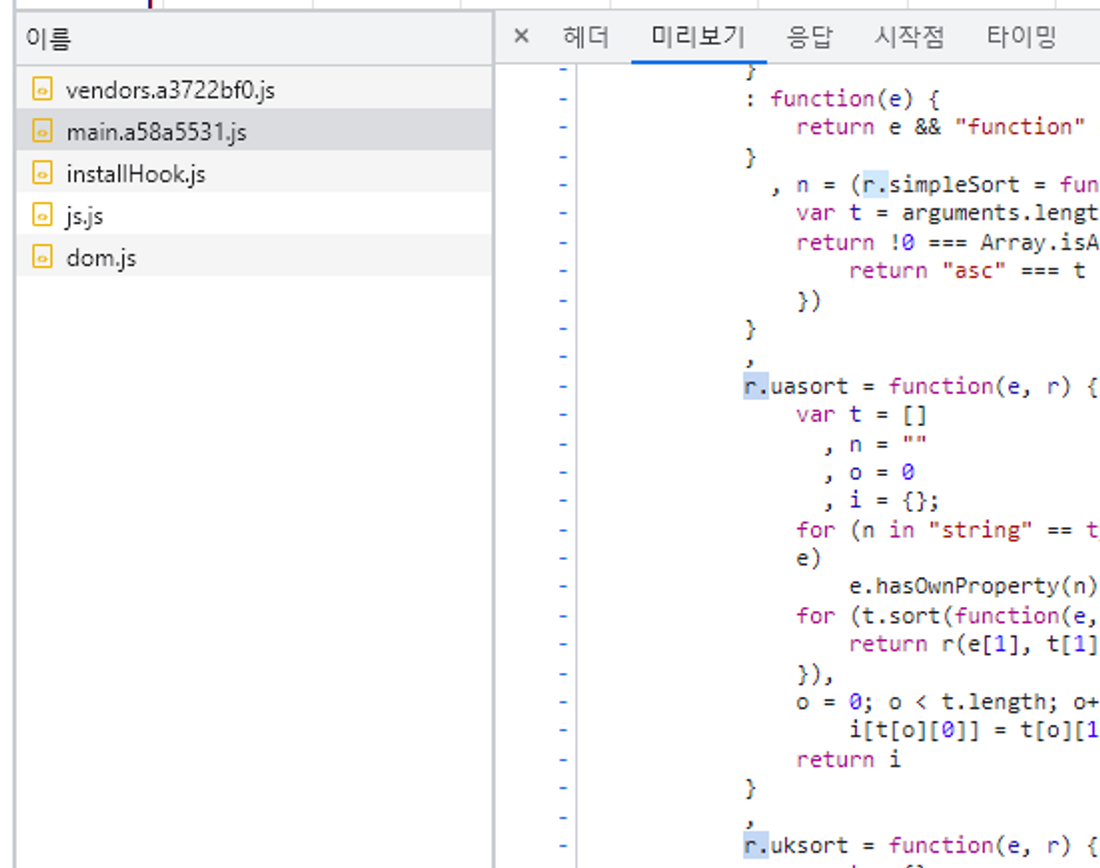 이름
vendors.a3722bf0.js
main.a58a5531.js
installHook.js
js.js
dom.js
× 헤더 미리보기 응답 시작점 타이밍
- }
- : function(e) {
- return e && "function"
- }
- , n = (r.simpleSort = fun
- var t = arguments.lengt
- return !0 === Array.isA
- return "asc" === t
- })
- }
- ,
- r.uasort = function(e, r) {
- var t = []
- , n = ""
- , o = 0
- , i = {};
- for (n in "string" == t
- e)
- e.hasOwnProperty(n)
- for (t.sort(function(e,
- return r(e[1], t[1]
- }),
- o = 0; o < t.length; o+
- i[t[o][0]] = t[o][1
- return i
- }
- ,
- r.uksort = function(e, r) {